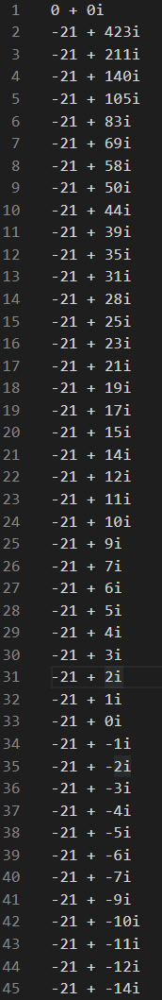 1 0 + 0i
2 -21 + 423i
3 -21 + 211i
4 -21 + 140i
5 -21 + 105i
6 -21 + 83i
7 -21 + 69i
8 -21 + 58i
9 -21 + 50i
10 -21 + 44i
11 -21 + 39i
12 -21 + 35i
13 -21 + 31i
14 -21 + 28i
15 -21 + 25i
16 -21 + 23i
17 -21 + 21i
18 -21 + 19i
19 -21 + 17i
20 -21 + 15i
21 -21 + 14i
22 -21 + 12i
23 -21 + 11i
24 -21 + 10i
25 -21 + 9i
26 -21 + 7i
27 -21 + 6i
28 -21 + 5i
29 -21 + 4i
30 -21 + 3i
31 -21 + 2i
32 -21 + 1i
33 -21 + 0i
34 -21 + -1i
35 -21 + -2i
36 -21 + -3i
37 -21 + -4i
38 -21 + -5i
39 -21 + -6i
40 -21 + -7i
41 -21 + -9i
42 -21 + -10i
43 -21 + -11i
44 -21 + -12i
45 -21 + -14i